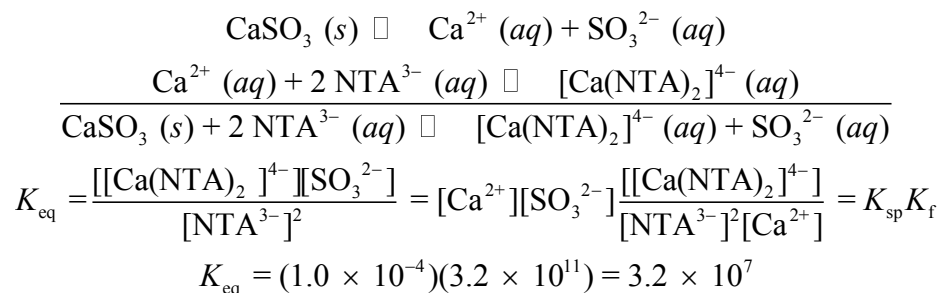 CaSO₃ (s) □ Ca²⁺ (aq) + SO₃²⁻ (aq)
Ca²⁺ (aq) + 2 NTA³⁻ (aq) □ [Ca(NTA)₂]⁴⁻ (aq)
CaSO₃ (s) + 2 NTA³⁻ (aq) □ [Ca(NTA)₂]⁴⁻ (aq) + SO₃²⁻ (aq)
K_eq = [[Ca(NTA)₂ ]⁴⁻][SO₃²⁻] / [NTA³⁻]² = [Ca²⁺][SO₃²⁻] [[Ca(NTA)₂]⁴⁻] / [NTA³⁻]²[Ca²⁺] = K_sp K_f
K_eq = (1.0 × 10⁻⁴)(3.2 × 10¹¹) = 3.2 × 10⁷